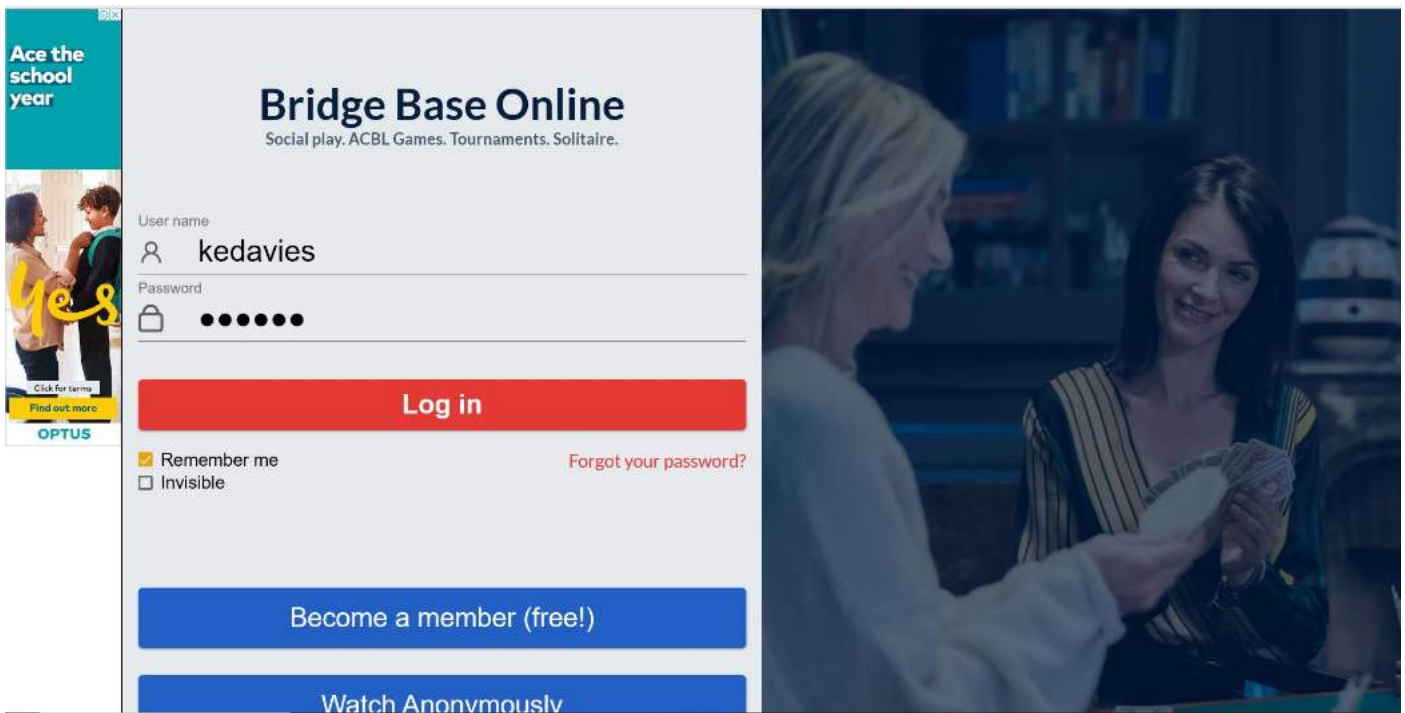 Ace the
school
year
yes
Click for terms
Find out more
OPTUS
Bridge Base Online
Social play. ACBL Games. Tournaments. Solitaire.
User name
kedavies
Password
Log in
Remember me
Forgot your password?
Invisible
Become a member (free!)
Watch Anonymously